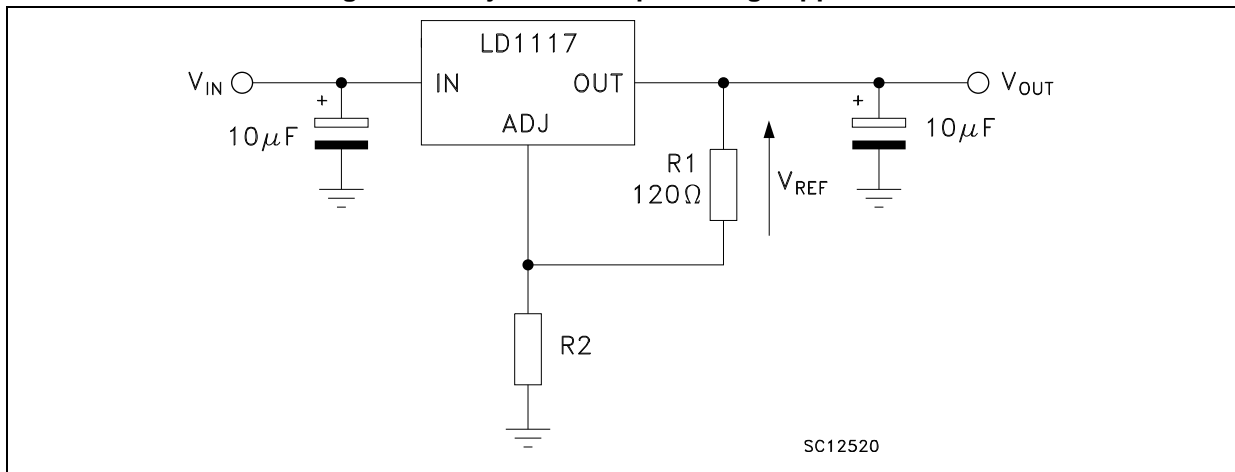 LD1117
V_IN
IN
OUT
V_OUT
ADJ
+
10μF
+
10μF
R1
120Ω
V_REF
R2
SC12520